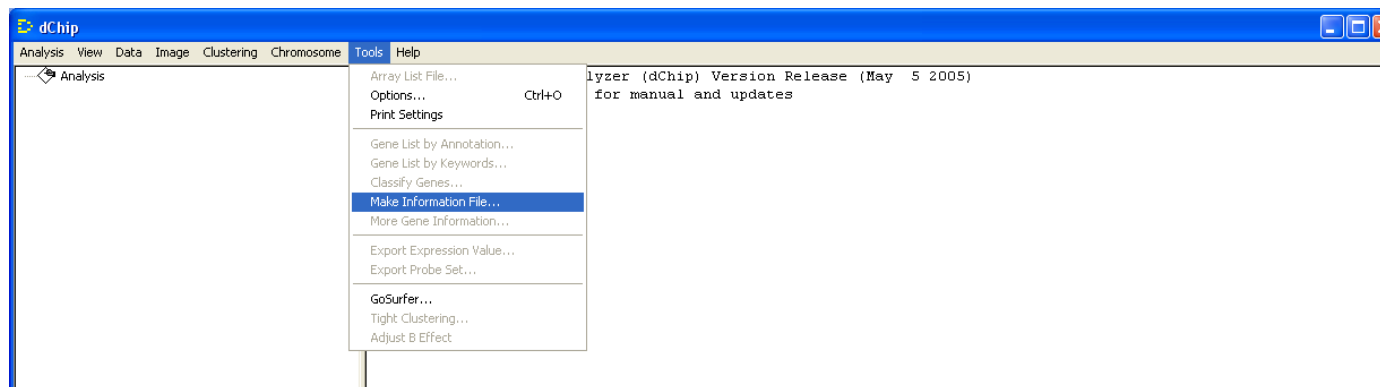 dChip
Analysis View Data Image Clustering Chromosome Tools Help
Analysis
lyzer (dChip) Version Release (May 5 2005)
for manual and updates
Array List File...
Options... Ctrl+O
Print Settings
Gene List by Annotation...
Gene List by Keywords...
Classify Genes...
Make Information File...
More Gene Information...
Export Expression Value...
Export Probe Set...
GoSurfer...
Tight Clustering...
Adjust B Effect